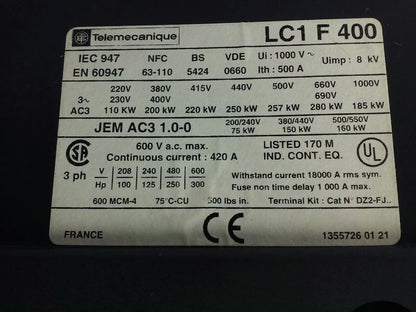 Telemecanique LC1 F 400
IEC 947 NFC BS VDE Ui : 1000 V ~ Uimp : 8 kV
EN 60947 63-110 5424 0660 Ith : 500 A
220V 380V 415V 440V 500V 660V 1000V
3~ 230V 400V 690V
AC3 110 KW 200 kW 220 kW 250 kW 257 kW 280 kW 185 kW
JEM AC3 1.0-0 200/240V 380/440V 500/550V
75 kW 150 kW 160 kW
SA 600 V a.c. max. LISTED 170 M UL
Continuous current : 420 A IND. CONT. EQ.
3 ph V 208 240 480 600
Hp 100 125 250 300
Withstand current 18000 A rms sym.
Fuse non time delay 1 000 A max.
600 MCM-4 75°C-CU 500 lbs in. Terminal Kit : Cat N° DZ2-FJ..
FRANCE CE 1355726 01 21